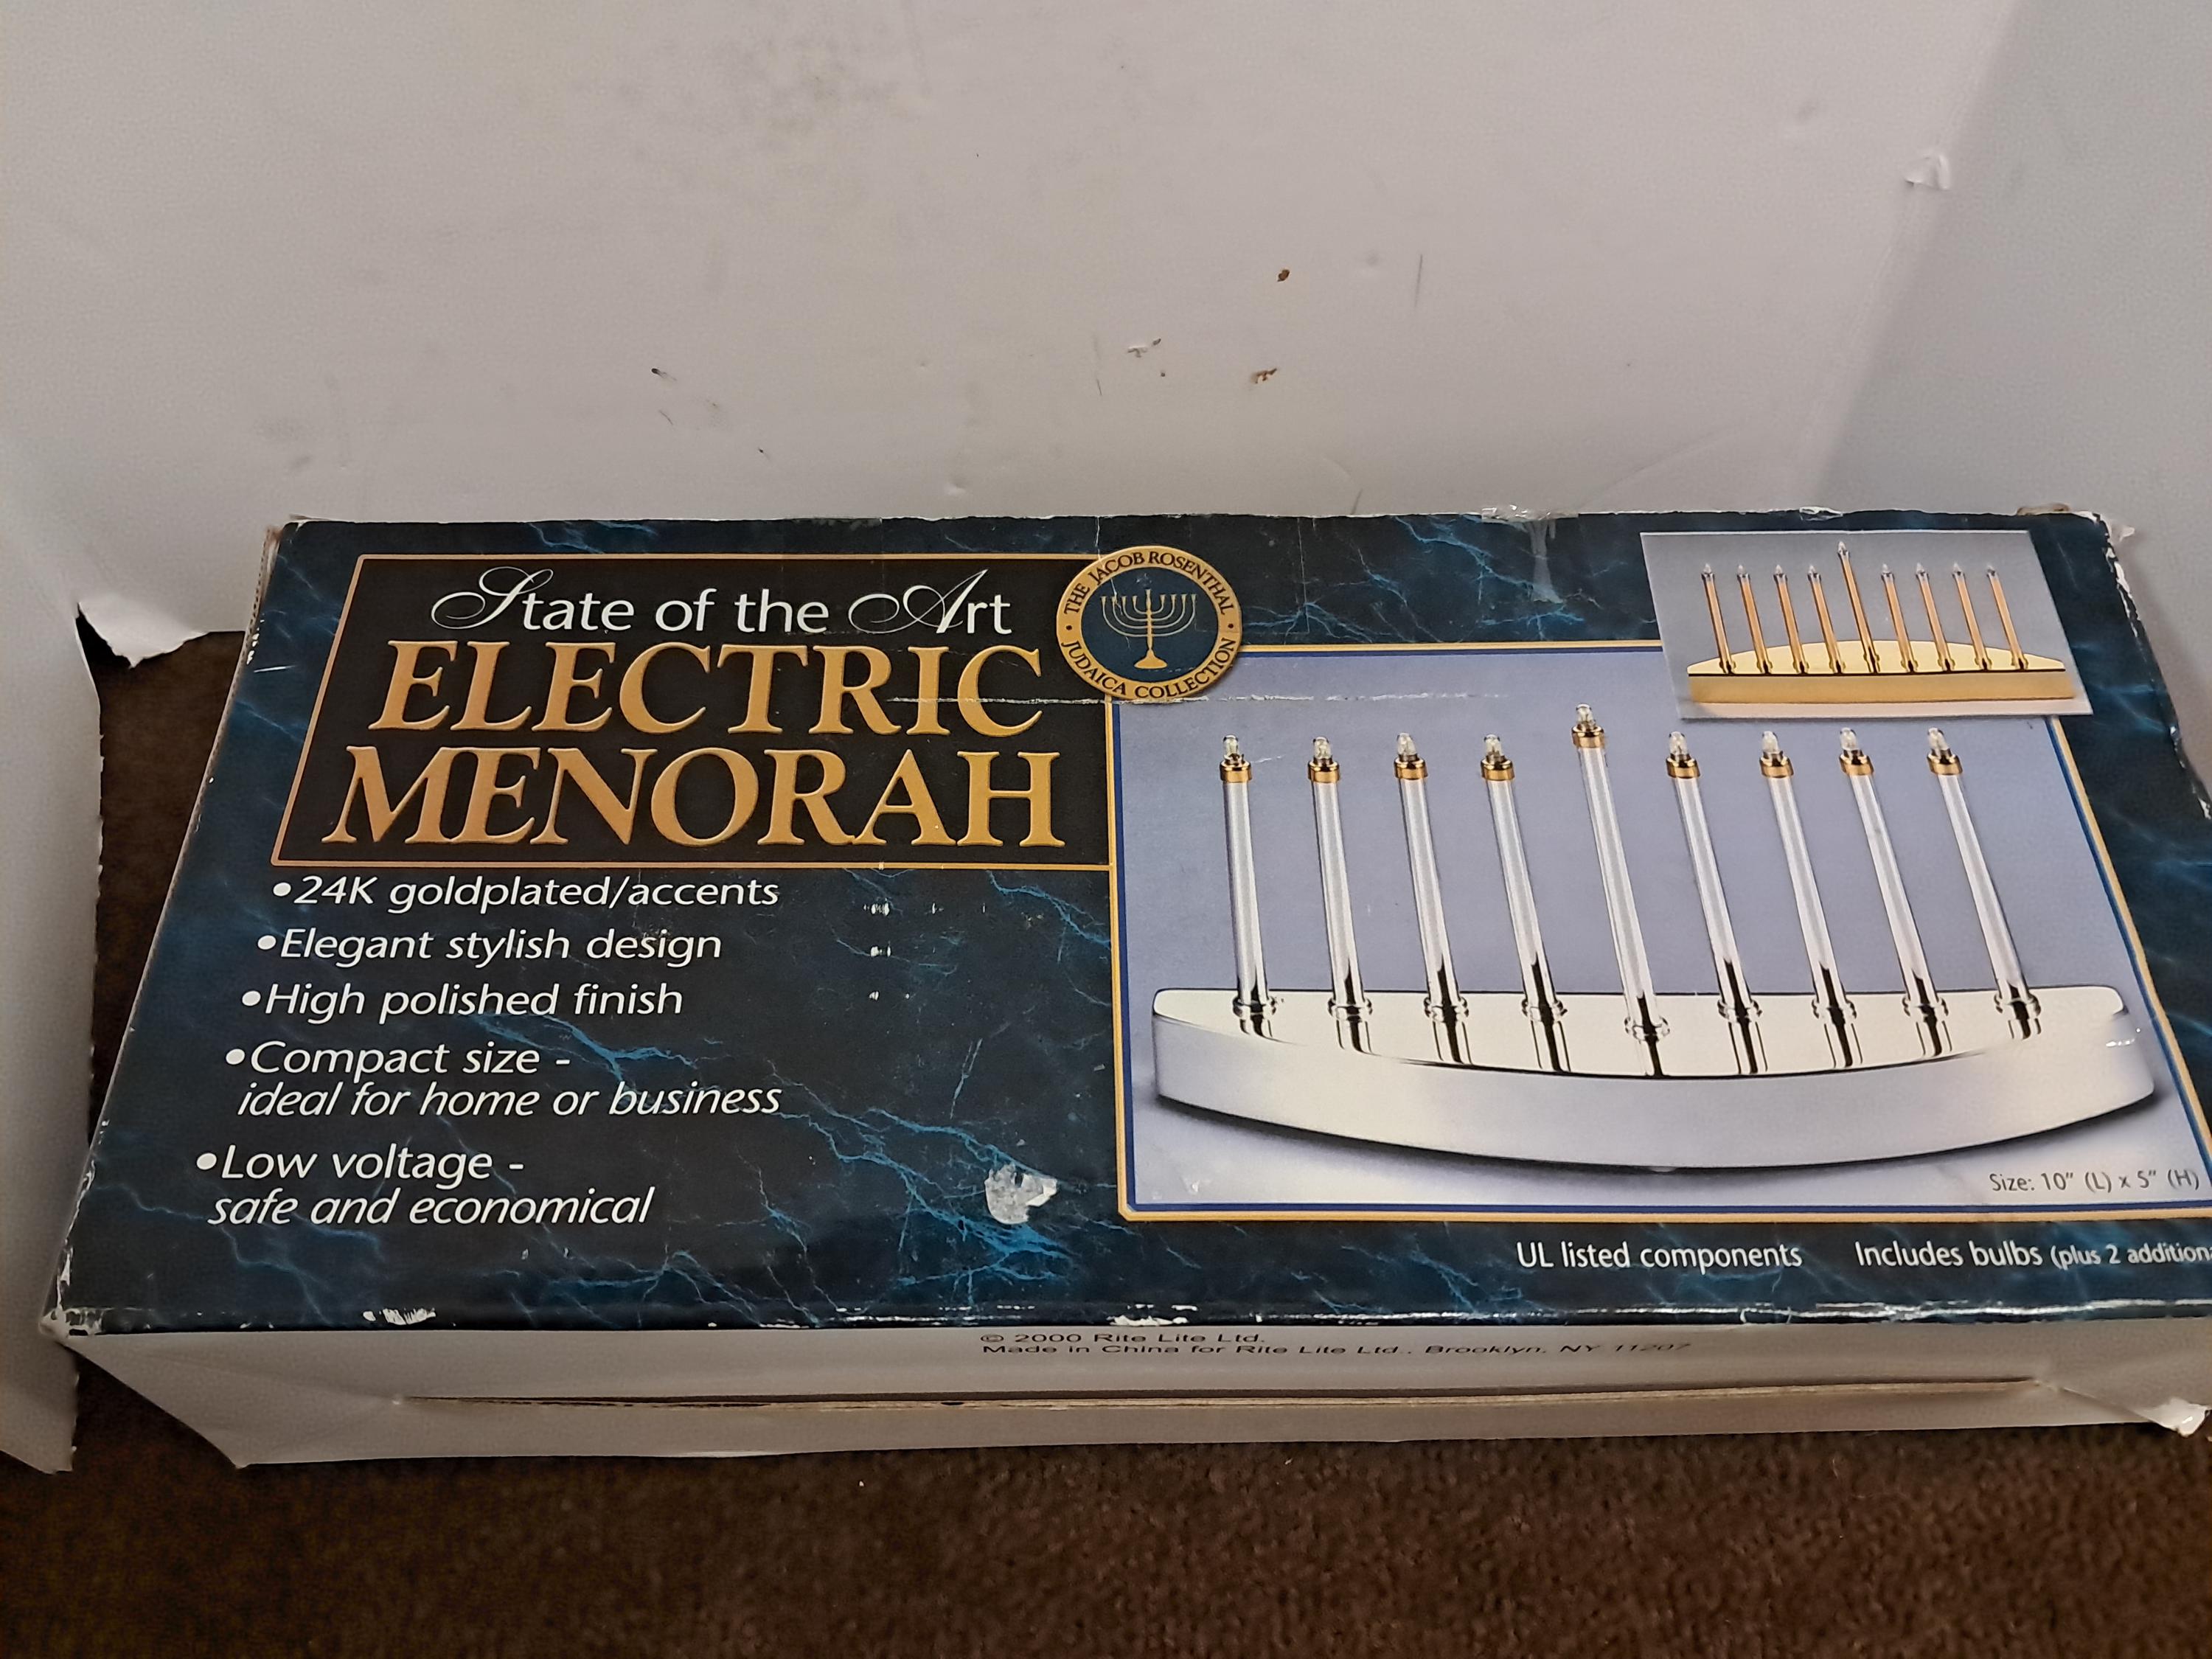 State of the Art
ELECTRIC
MENORAH
THE JACOB ROSENTHAL
JUDAICA COLLECTION
•24K goldplated/accents
•Elegant stylish design
•High polished finish
•Compact size -
ideal for home or business
•Low voltage -
safe and economical
Size: 10" (L) x 5" (H)
UL listed components
Includes bulbs (plus 2 addition
© 2000 Rite Lite Ltd.
Made in China for Rite Lite Ltd., Brooklyn, NY 11207